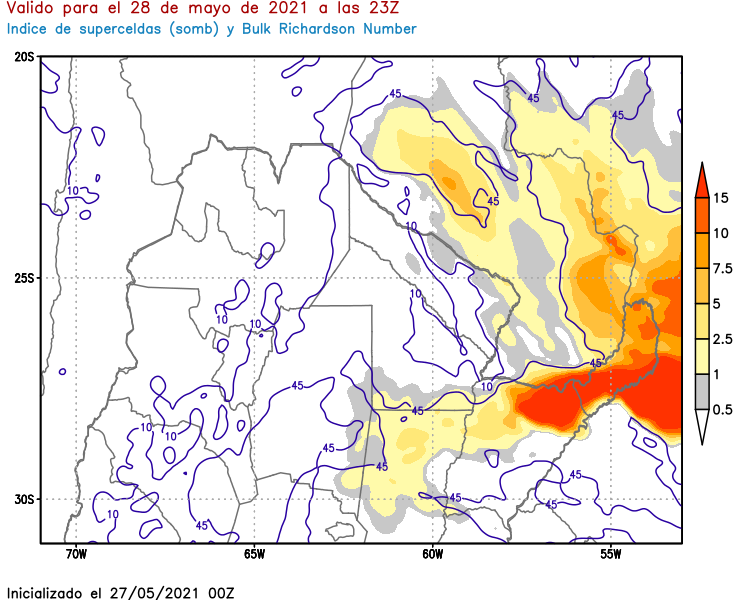 Valido para el 28 de mayo de 2021 a las 23Z
Indice de superceldas (somb) y Bulk Richardson Number
20S
25S
30S
70W
65W
60W
55W
45
45
45
45
10
10
10
10
10
10
45
45
45
10
10
45
45
45
45
45
10
45
15
10
7.5
5
2.5
1
0.5
Inicializado el 27/05/2021 00Z